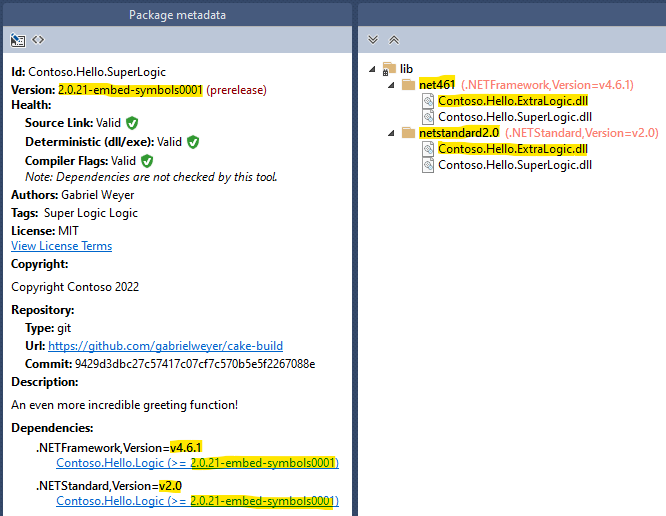 Package metadata
Id: Contoso.Hello.SuperLogic
Version: 2.0.21-embed-symbols0001 (prerelease)
Health:
Source Link: Valid
Deterministic (dll/exe): Valid
Compiler Flags: Valid
Note: Dependencies are not checked by this tool.
Authors: Gabriel Weyer
Tags: Super Logic Logic
License: MIT
View License Terms
Copyright:
Copyright Contoso 2022
Repository:
Type: git
Url: https://github.com/gabrielweyer/cake-build
Commit: 9429d3dbc27c57417c07cf7c570b5e5f2267088e
Description:
An even more incredible greeting function!
Dependencies:
.NETFramework,Version=v4.6.1
Contoso.Hello.Logic (>= 2.0.21-embed-symbols0001)
.NETStandard,Version=v2.0
Contoso.Hello.Logic (>= 2.0.21-embed-symbols0001)
lib
net461 (.NETFramework,Version=v4.6.1)
Contoso.Hello.ExtraLogic.dll
Contoso.Hello.SuperLogic.dll
netstandard2.0 (.NETStandard,Version=v2.0)
Contoso.Hello.ExtraLogic.dll
Contoso.Hello.SuperLogic.dll